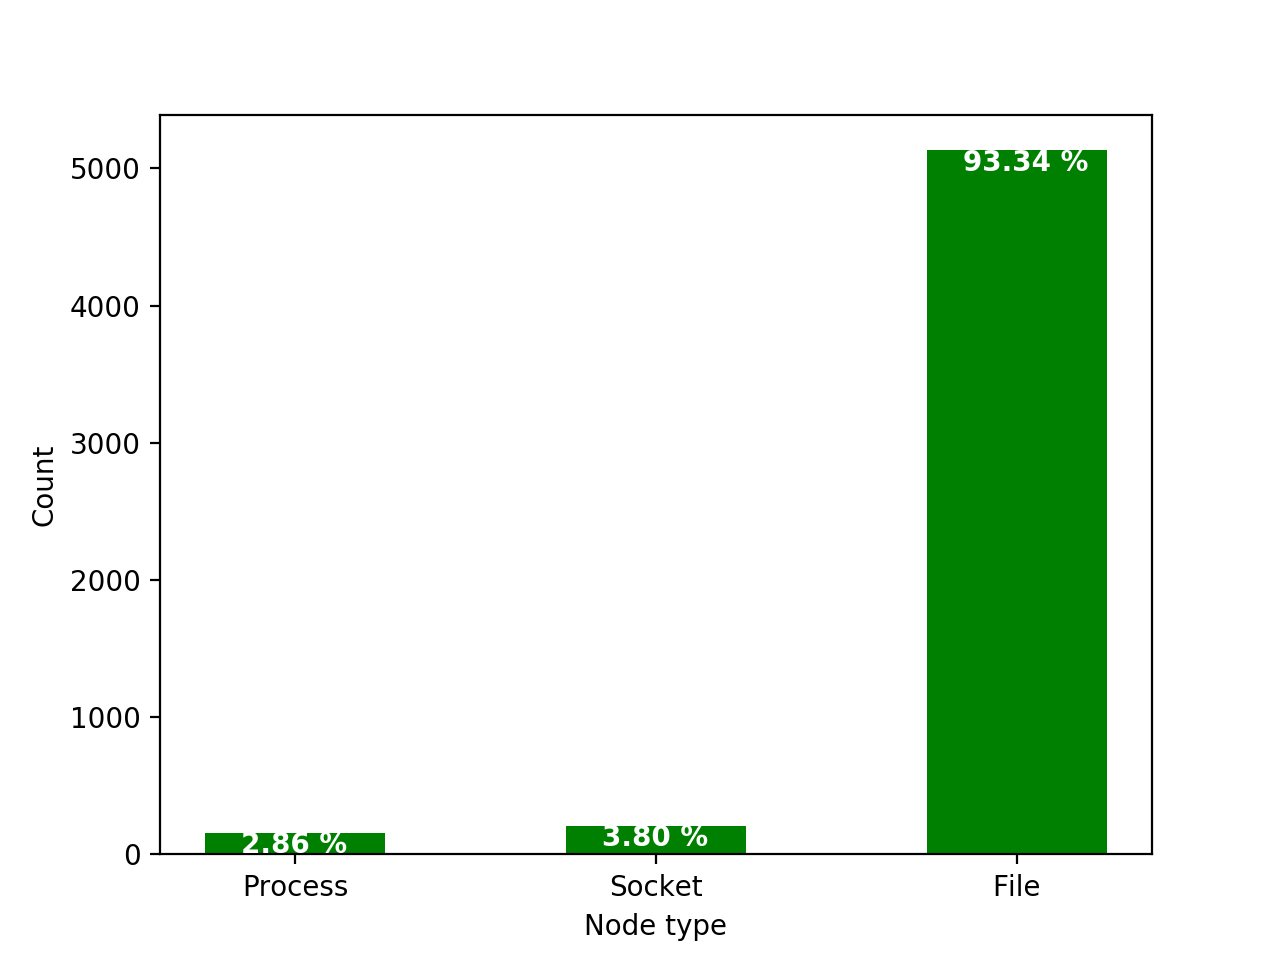 5000
4000
3000
2000
1000
0
Count
93.34 %
2.86 %
3.80 %
Process
Socket
File
Node type